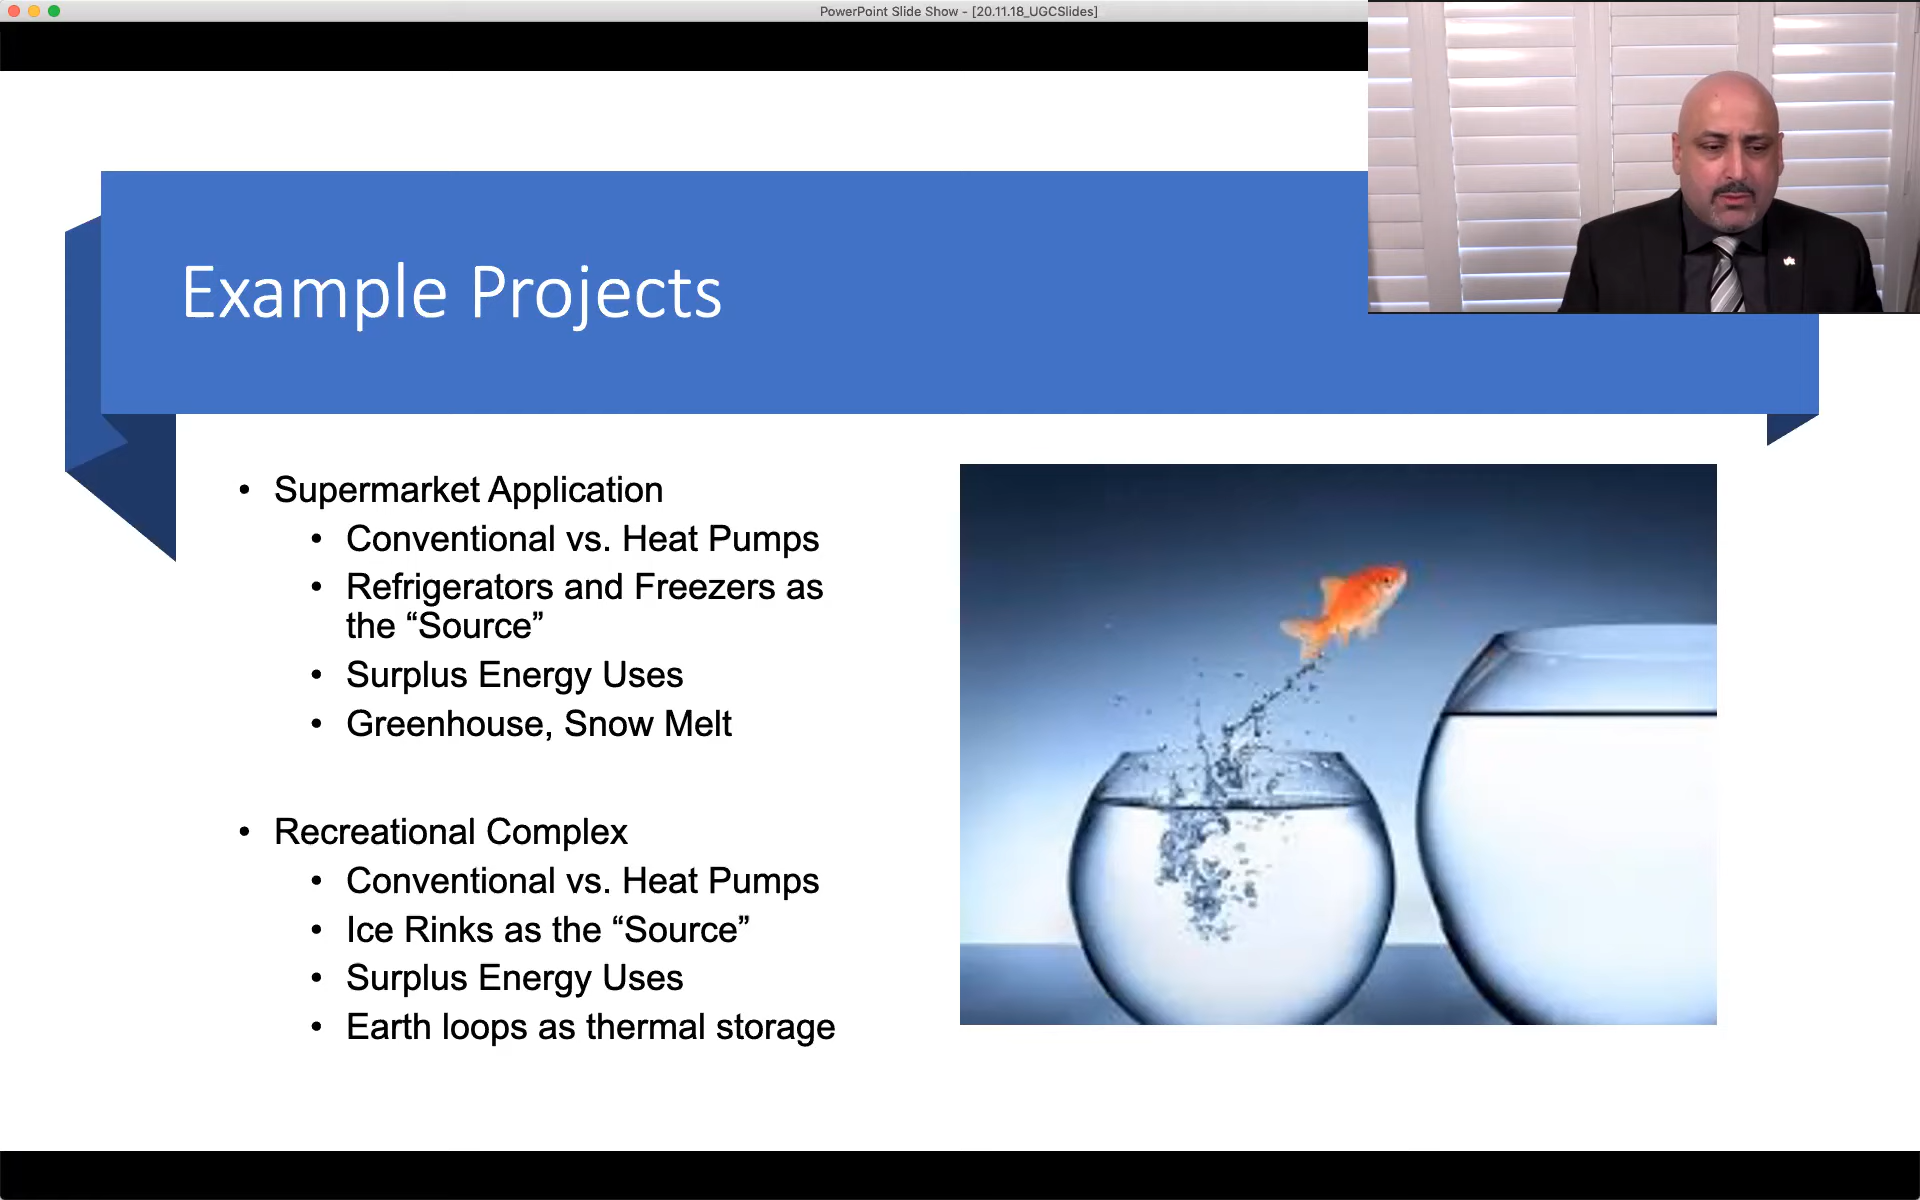 PowerPoint Slide Show - [20.11.18_UGCSlides]
Example Projects
• Supermarket Application
• Conventional vs. Heat Pumps
• Refrigerators and Freezers as
the “Source”
• Surplus Energy Uses
• Greenhouse, Snow Melt
• Recreational Complex
• Conventional vs. Heat Pumps
• Ice Rinks as the “Source”
• Surplus Energy Uses
• Earth loops as thermal storage